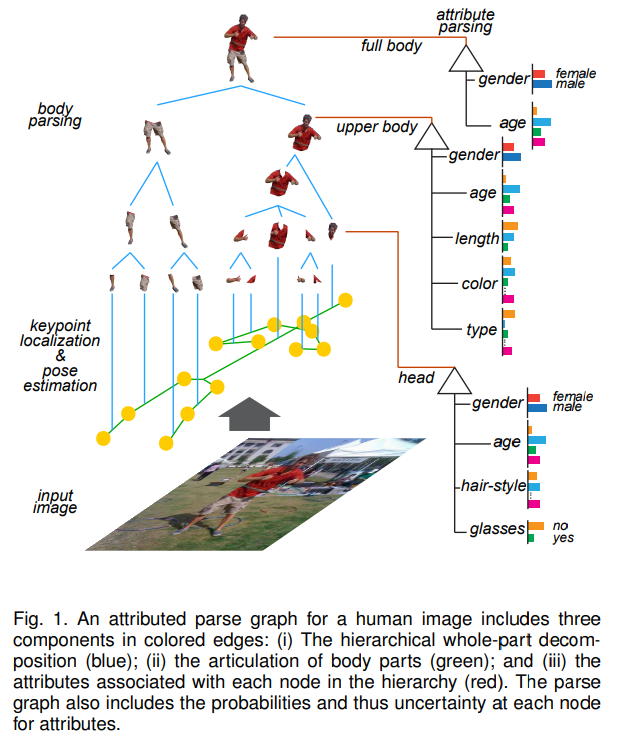 attribute
parsing
full body
gender
female
male
body
parsing
age
upper body
gender
age
length
color
type
keypoint
localization
&
pose
estimation
head
gender
female
male
age
hair-style
input
image
glasses
no
yes
Fig. 1. An attributed parse graph for a human image includes three
components in colored edges: (i) The hierarchical whole-part decom-
position (blue); (ii) the articulation of body parts (green); and (iii) the
attributes associated with each node in the hierarchy (red). The parse
graph also includes the probabilities and thus uncertainty at each node
for attributes.